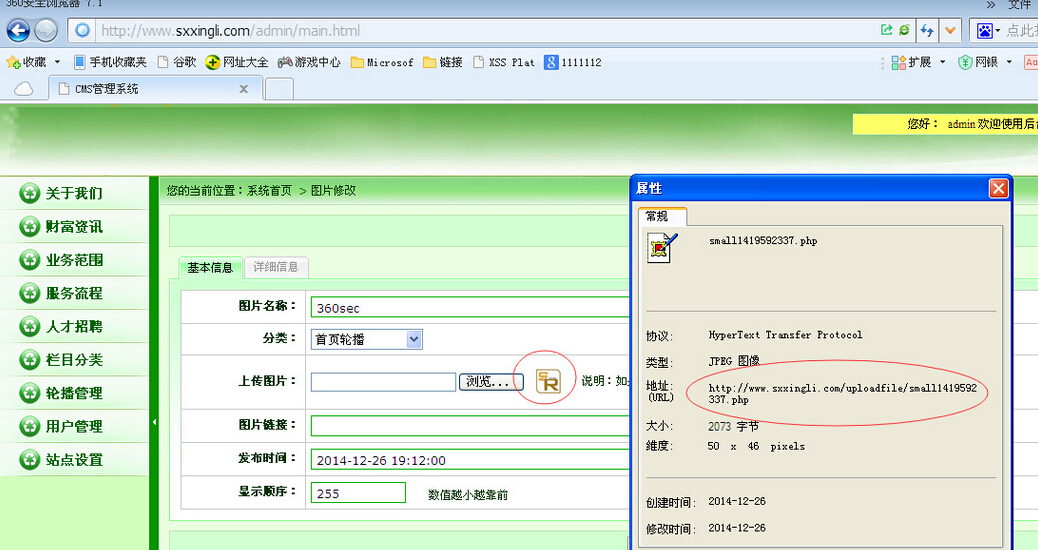 360安全浏览器 7.1
» 文件
http://www.sxxingli.com/admin/main.html
收藏 手机收藏夹 谷歌 网址大全 游戏中心 Microsof 链接 XSS Plat 8 1111112 扩展 网银
CMS管理系统 x
您好： admin 欢迎使用后
您的当前位置：系统首页 > 图片修改
关于我们
财富资讯
业务范围
服务流程
人才招聘
栏目分类
轮播管理
用户管理
站点设置
基本信息 详细信息
图片名称： 360sec
分类： 首页轮播
上传图片： 浏览... SR 说明：如
图片链接：
发布时间： 2014-12-26 19:12:00
显示顺序： 255 数值越小越靠前
属性
常规
small1419592337.php
协议: HyperText Transfer Protocol
类型: JPEG 图像
地址: http://www.sxxingli.com/uploadfile/small1419592
(URL) 337.php
大小: 2073 字节
维度: 50 x 46 pixels
创建时间: 2014-12-26
修改时间: 2014-12-26